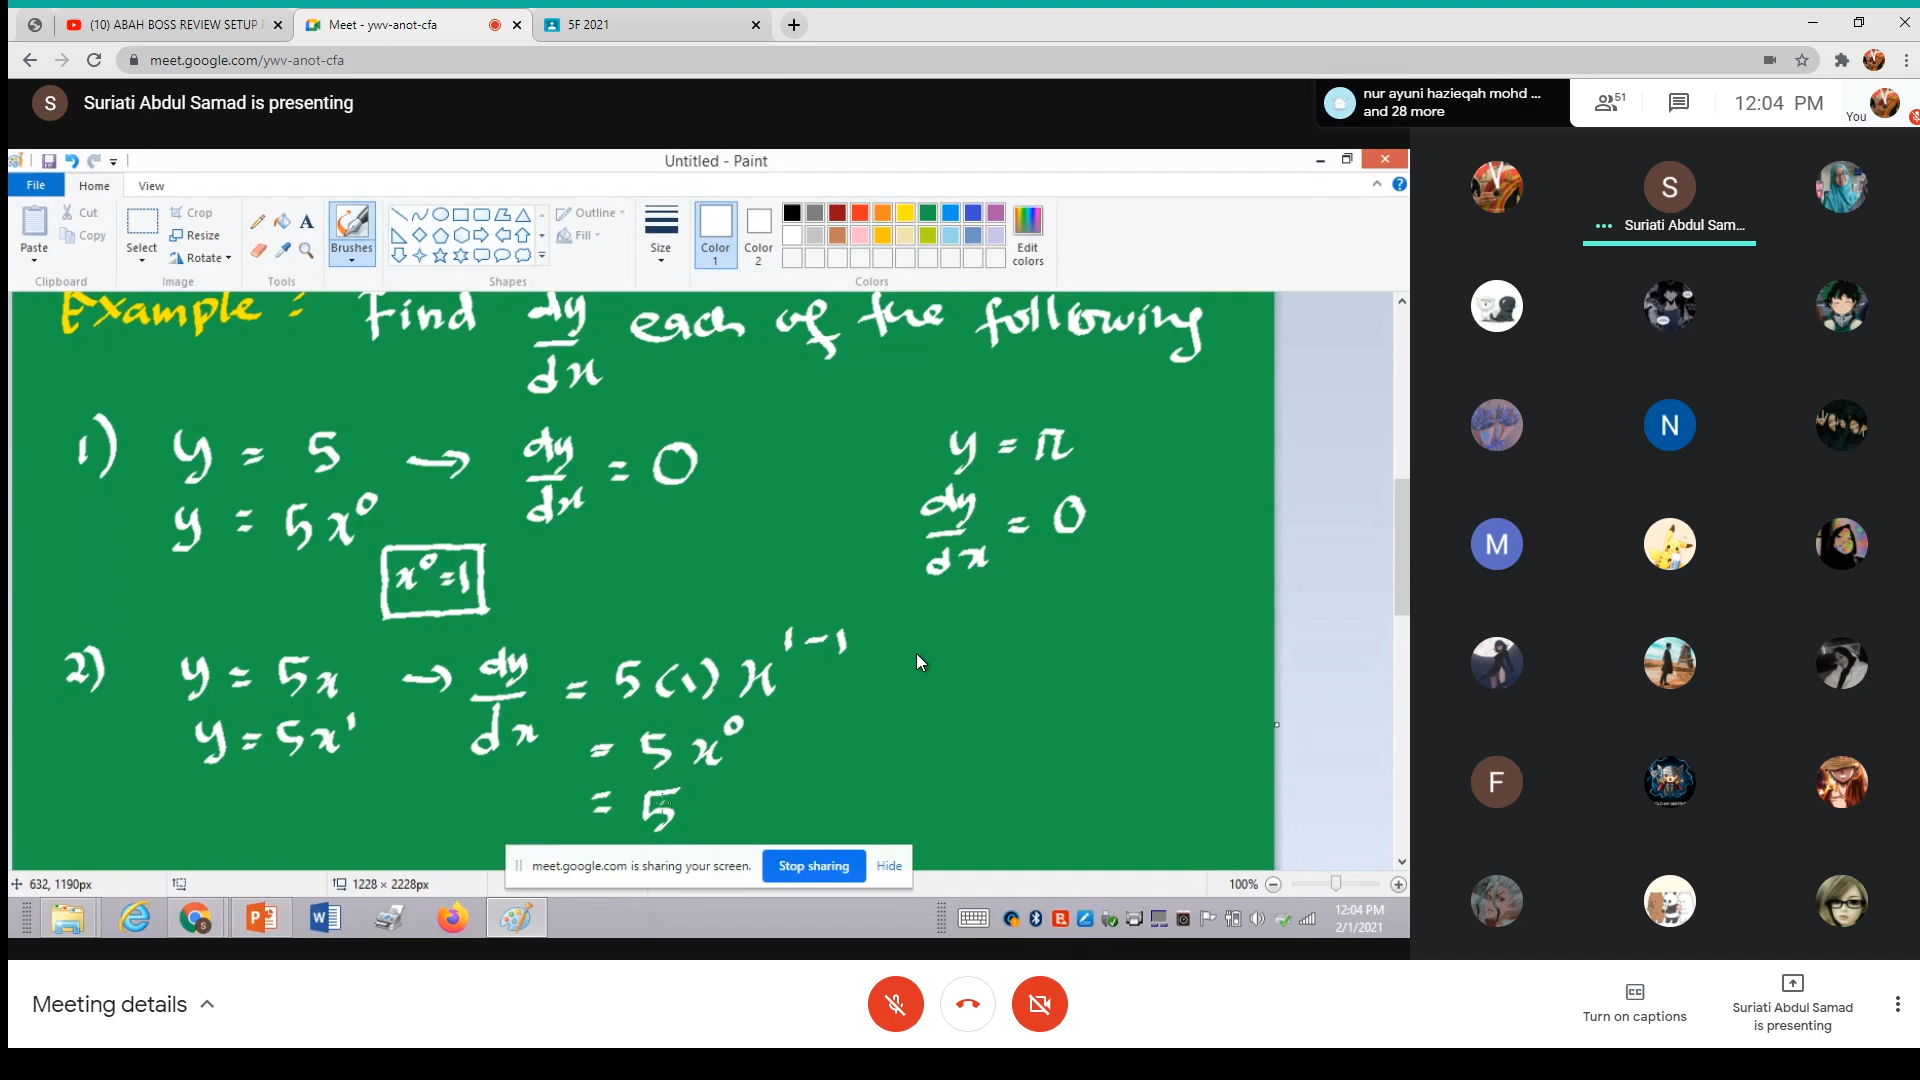 (10) ABAH BOSS REVIEW SETUP
Meet - ywv-anot-cfa
5F 2021
meet.google.com/ywv-anot-cfa
S
Suriati Abdul Samad is presenting
nur ayuni hazieqah mohd ...
and 28 more
51
12:04 PM
You
Untitled - Paint
File Home View
Paste
Cut
Copy
Clipboard
Select
Crop
Resize
Rotate
Image
Tools
Brushes
Shapes
Outline
Fill
Size
Color 1
Color 2
Edit colors
Colors
Example : Find dy/dx each of the following
1) y = 5 → dy/dx = 0
y = 5x⁰
x⁰=1
y = π
dy/dx = 0
2) y = 5x → dy/dx = 5(1)x¹⁻¹
y = 5x¹
= 5x⁰
= 5
meet.google.com is sharing your screen. Stop sharing Hide
632, 1190px
1228 × 2228px
100%
12:04 PM
2/1/2021
S
Suriati Abdul Sam...
N
M
F
Meeting details
Turn on captions
Suriati Abdul Samad
is presenting